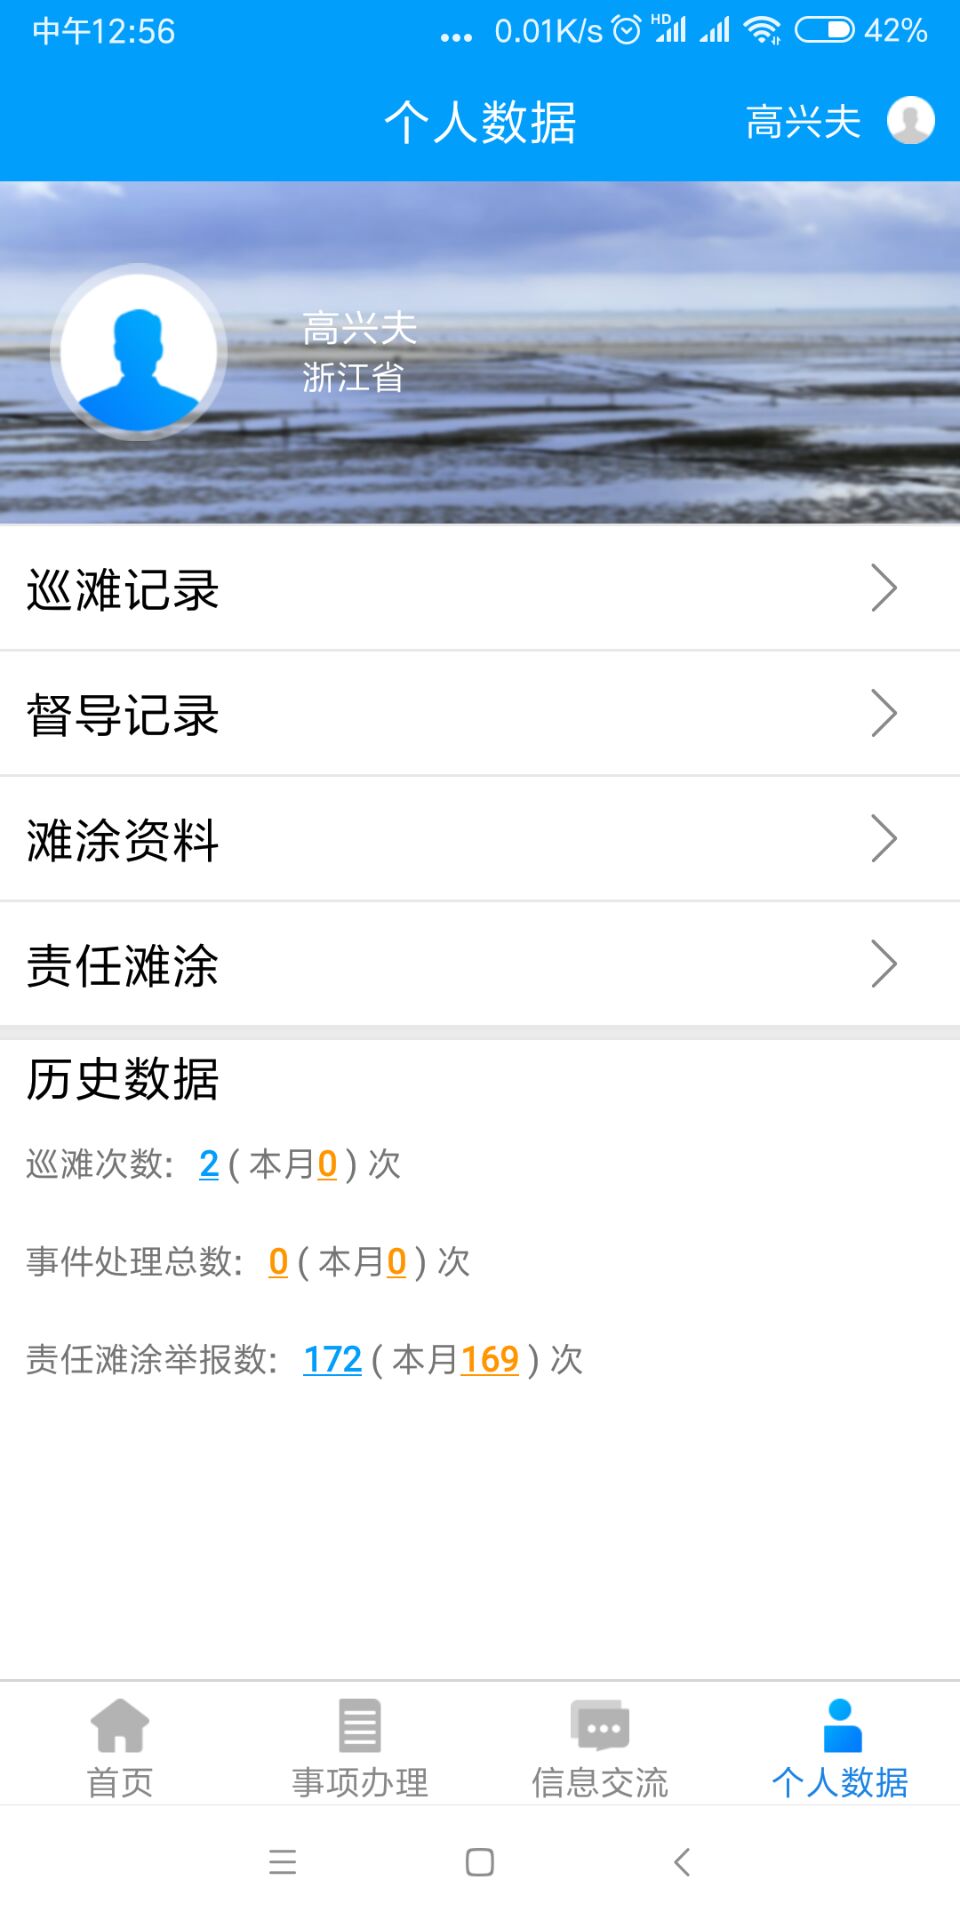 中午12:56 ... 0.01K/s HD 42%
个人数据 高兴夫
高兴夫
浙江省
巡滩记录
督导记录
滩涂资料
责任滩涂
历史数据
巡滩次数: 2 ( 本月0 ) 次
事件处理总数: 0 ( 本月0 ) 次
责任滩涂举报数: 172 ( 本月169 ) 次
首页 事项办理 信息交流 个人数据